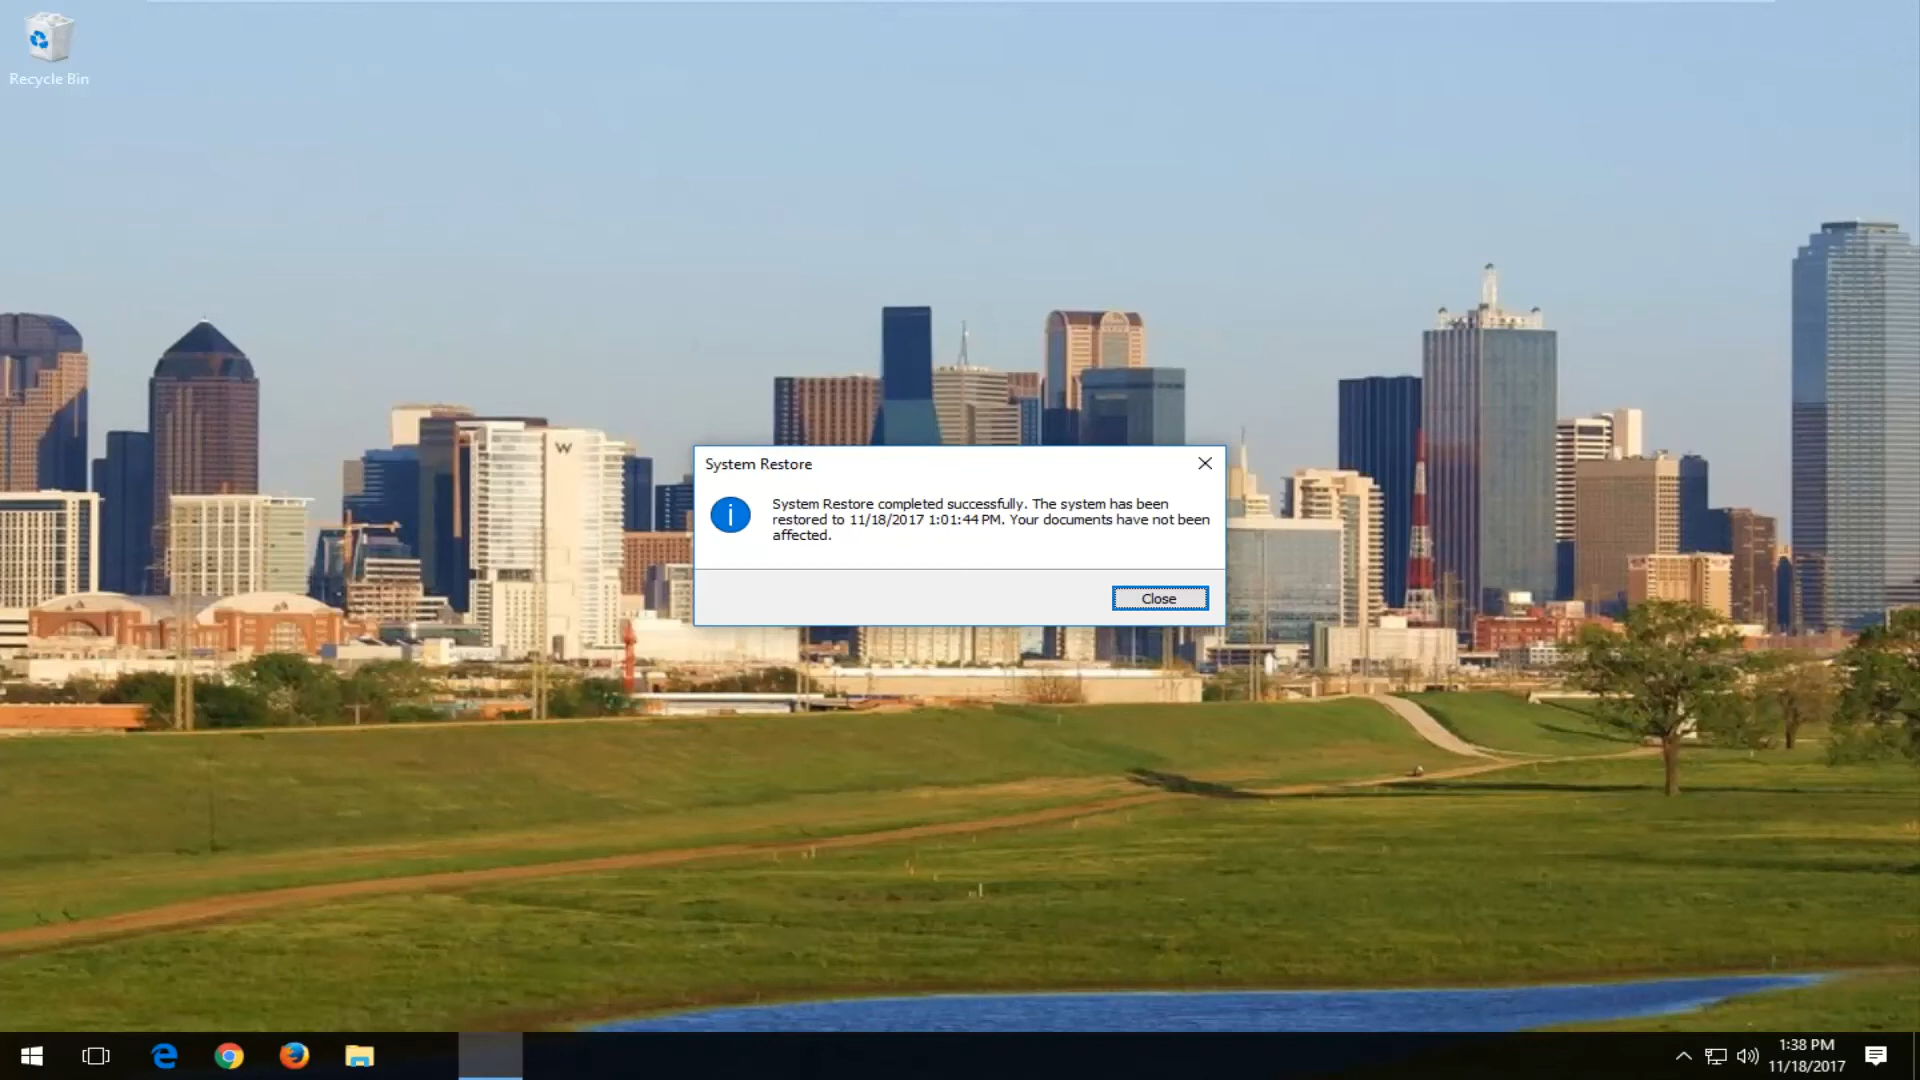 Recycle Bin
W
System Restore
System Restore completed successfully. The system has been
restored to 11/18/2017 1:01:44 PM. Your documents have not been
affected.
Close
1:38 PM
11/18/2017